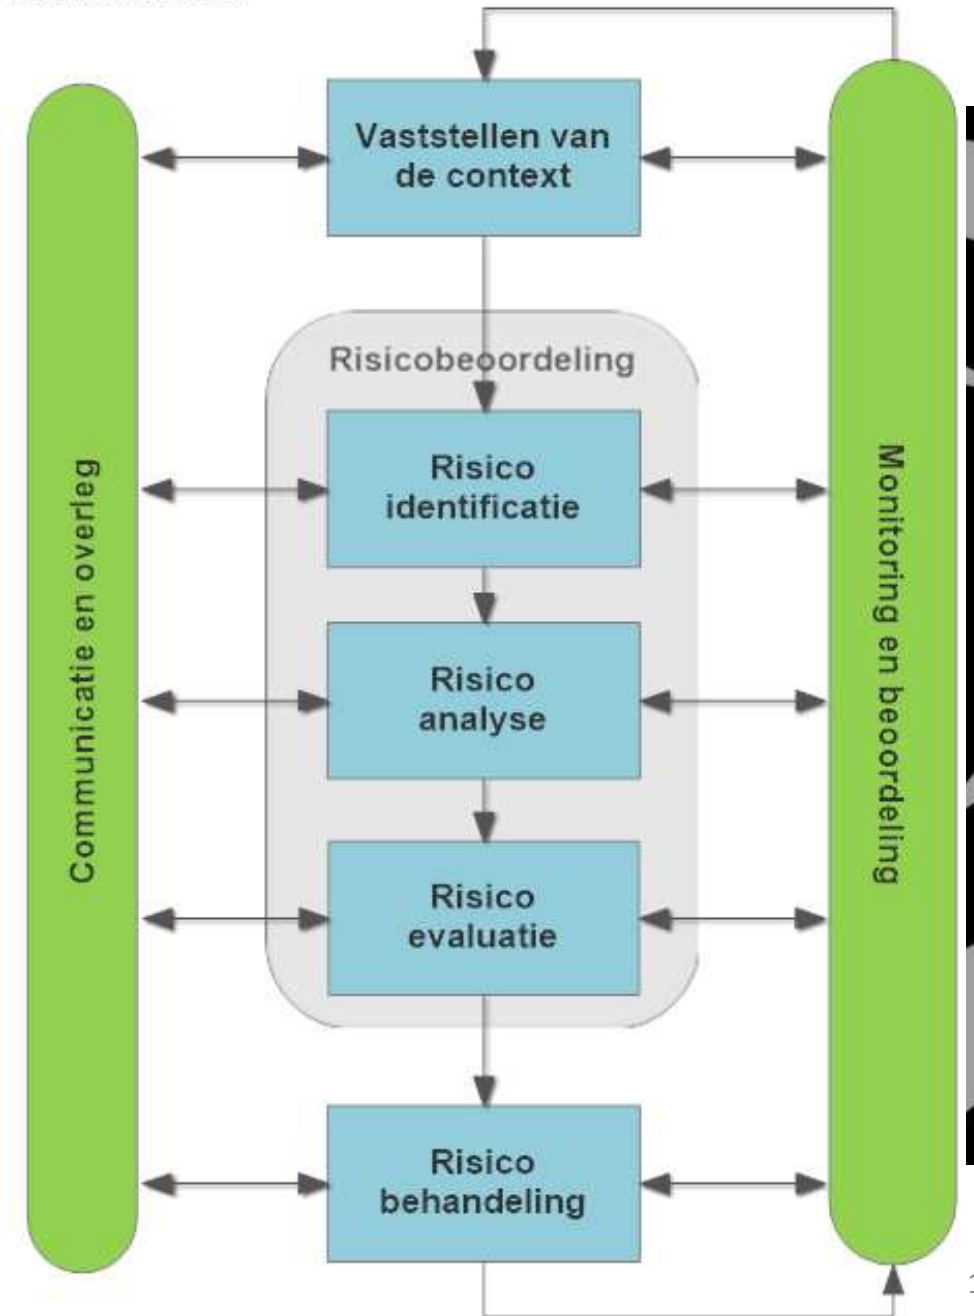 Vaststellen van
de context
Risicobeoordeling
Risico
identificatie
Risico
analyse
Risico
evaluatie
Risico
behandeling
Communicatie en overleg
Monitoring en beoordeling